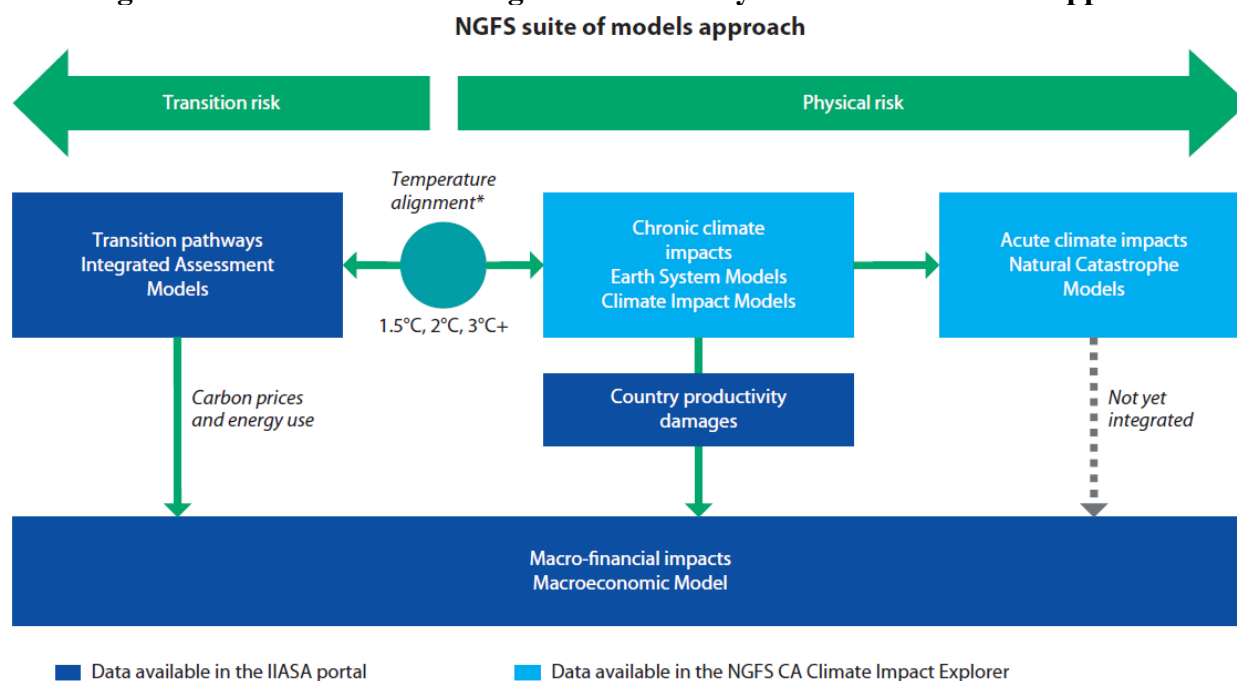 NGFS suite of models approach
Transition risk
Physical risk
Temperature
alignment*
Transition pathways
Integrated Assessment
Models
1.5°C, 2°C, 3°C+
Chronic climate
impacts
Earth System Models
Climate Impact Models
Acute climate impacts
Natural Catastrophe
Models
Carbon prices
and energy use
Country productivity
damages
Not yet
integrated
Macro-financial impacts
Macroeconomic Model
Data available in the IIASA portal
Data available in the NGFS CA Climate Impact Explorer